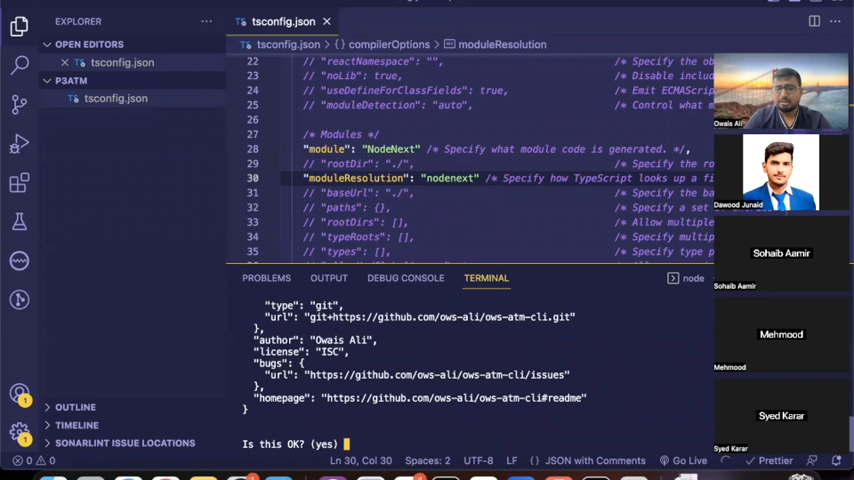 EXPLORER
OPEN EDITORS
tsconfig.json
P3ATM
tsconfig.json
OUTLINE
TIMELINE
SONARLINT ISSUE LOCATIONS
tsconfig.json
tsconfig.json > {} compilerOptions > moduleResolution
22 // "reactNamespace": "", /* Specify the ob
23 // "noLib": true, /* Disable includ
24 // "useDefineForClassFields": true, /* Emit ECMAScrip
25 // "moduleDetection": "auto", /* Control what m
26
27 /* Modules */
28 "module": "NodeNext" /* Specify what module code is generated. */,
29 // "rootDir": "./", /* Specify the ro
30 "moduleResolution": "nodenext" /* Specify how TypeScript looks up a fi
31 // "baseUrl": "./", /* Specify the ba
32 // "paths": {}, /* Specify a set o
33 // "rootDirs": [], /* Allow multiple
34 // "typeRoots": [], /* Specify multip
35 // "types": [], /* Specify type p
PROBLEMS OUTPUT DEBUG CONSOLE TERMINAL node
"type": "git",
"url": "git+https://github.com/ows-ali/ows-atm-cli.git"
},
"author": "Owais Ali",
"license": "ISC",
"bugs": {
"url": "https://github.com/ows-ali/ows-atm-cli/issues"
},
"homepage": "https://github.com/ows-ali/ows-atm-cli#readme"
}
Is this OK? (yes)
Owais Ali
Dawood Junaid
Sohaib Aamir
Sohaib Aamir
Mehmood
Mehmood
Syed Karar
Syed Karar
1
1
0 0 Ln 30, Col 30 Spaces: 2 UTF-8 LF {} JSON with Comments Go Live Prettier